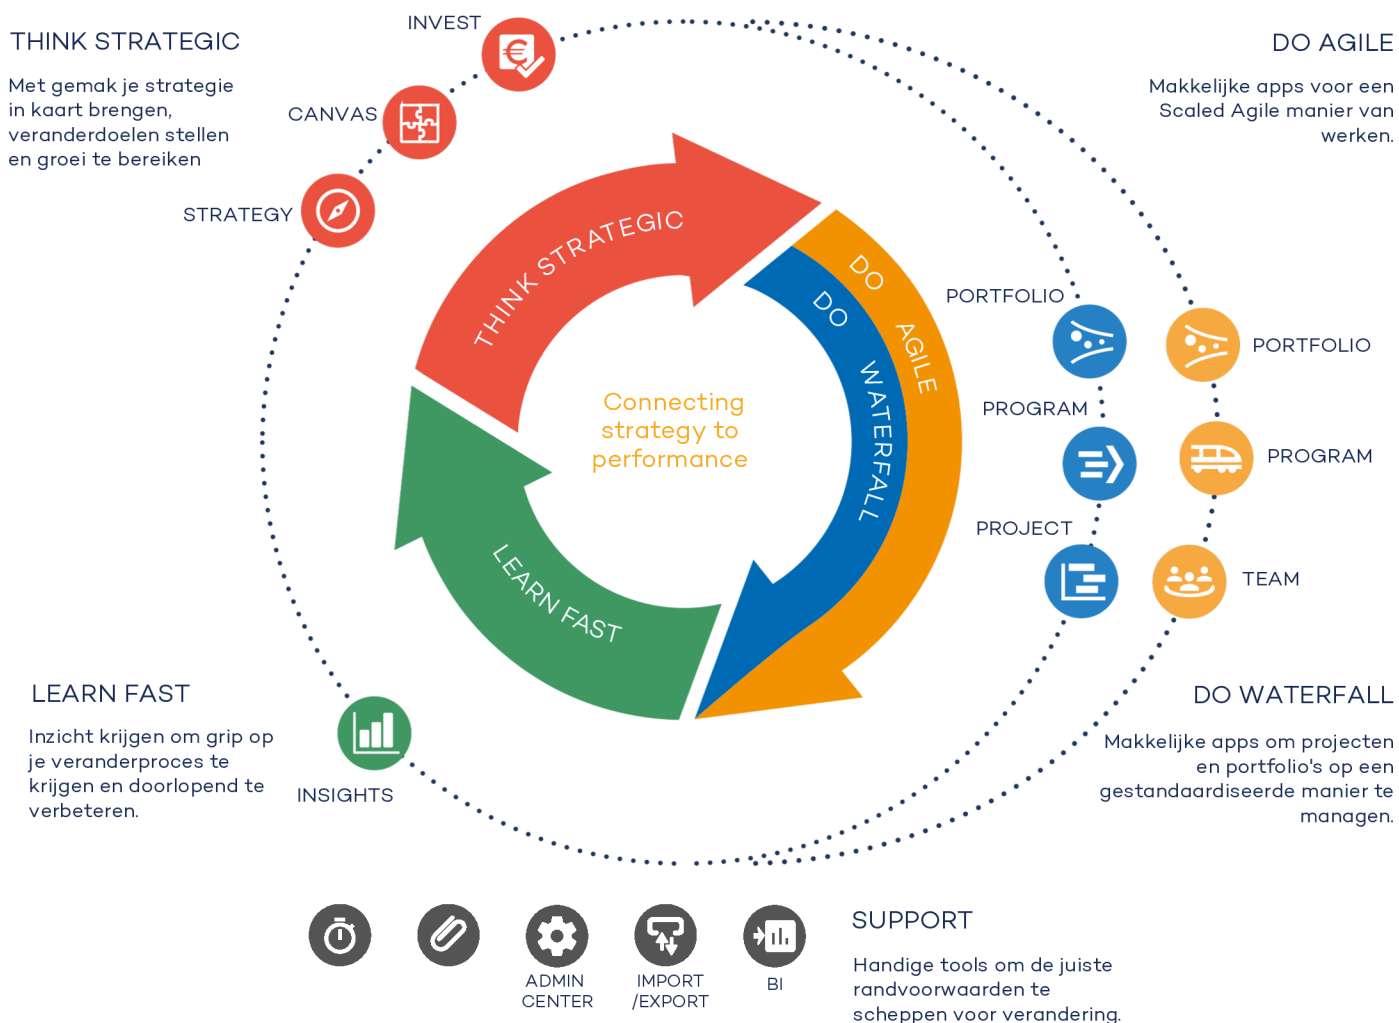 THINK STRATEGIC
Met gemak je strategie
in kaart brengen,
veranderdoelen stellen
en groei te bereiken
INVEST
CANVAS
STRATEGY
DO AGILE
Makkelijke apps voor een
Scaled Agile manier van
werken.
THINK STRATEGIC
DO AGILE
DO WATERFALL
LEARN FAST
Connecting
strategy to
performance
PORTFOLIO
PROGRAM
PROJECT
PORTFOLIO
PROGRAM
TEAM
LEARN FAST
Inzicht krijgen om grip op
je veranderproces te
krijgen en doorlopend te
verbeteren.
INSIGHTS
DO WATERFALL
Makkelijke apps om projecten
en portfolio's op een
gestandaardiseerde manier te
managen.
ADMIN
CENTER
IMPORT
/EXPORT
BI
SUPPORT
Handige tools om de juiste
randvoorwaarden te
scheppen voor verandering.